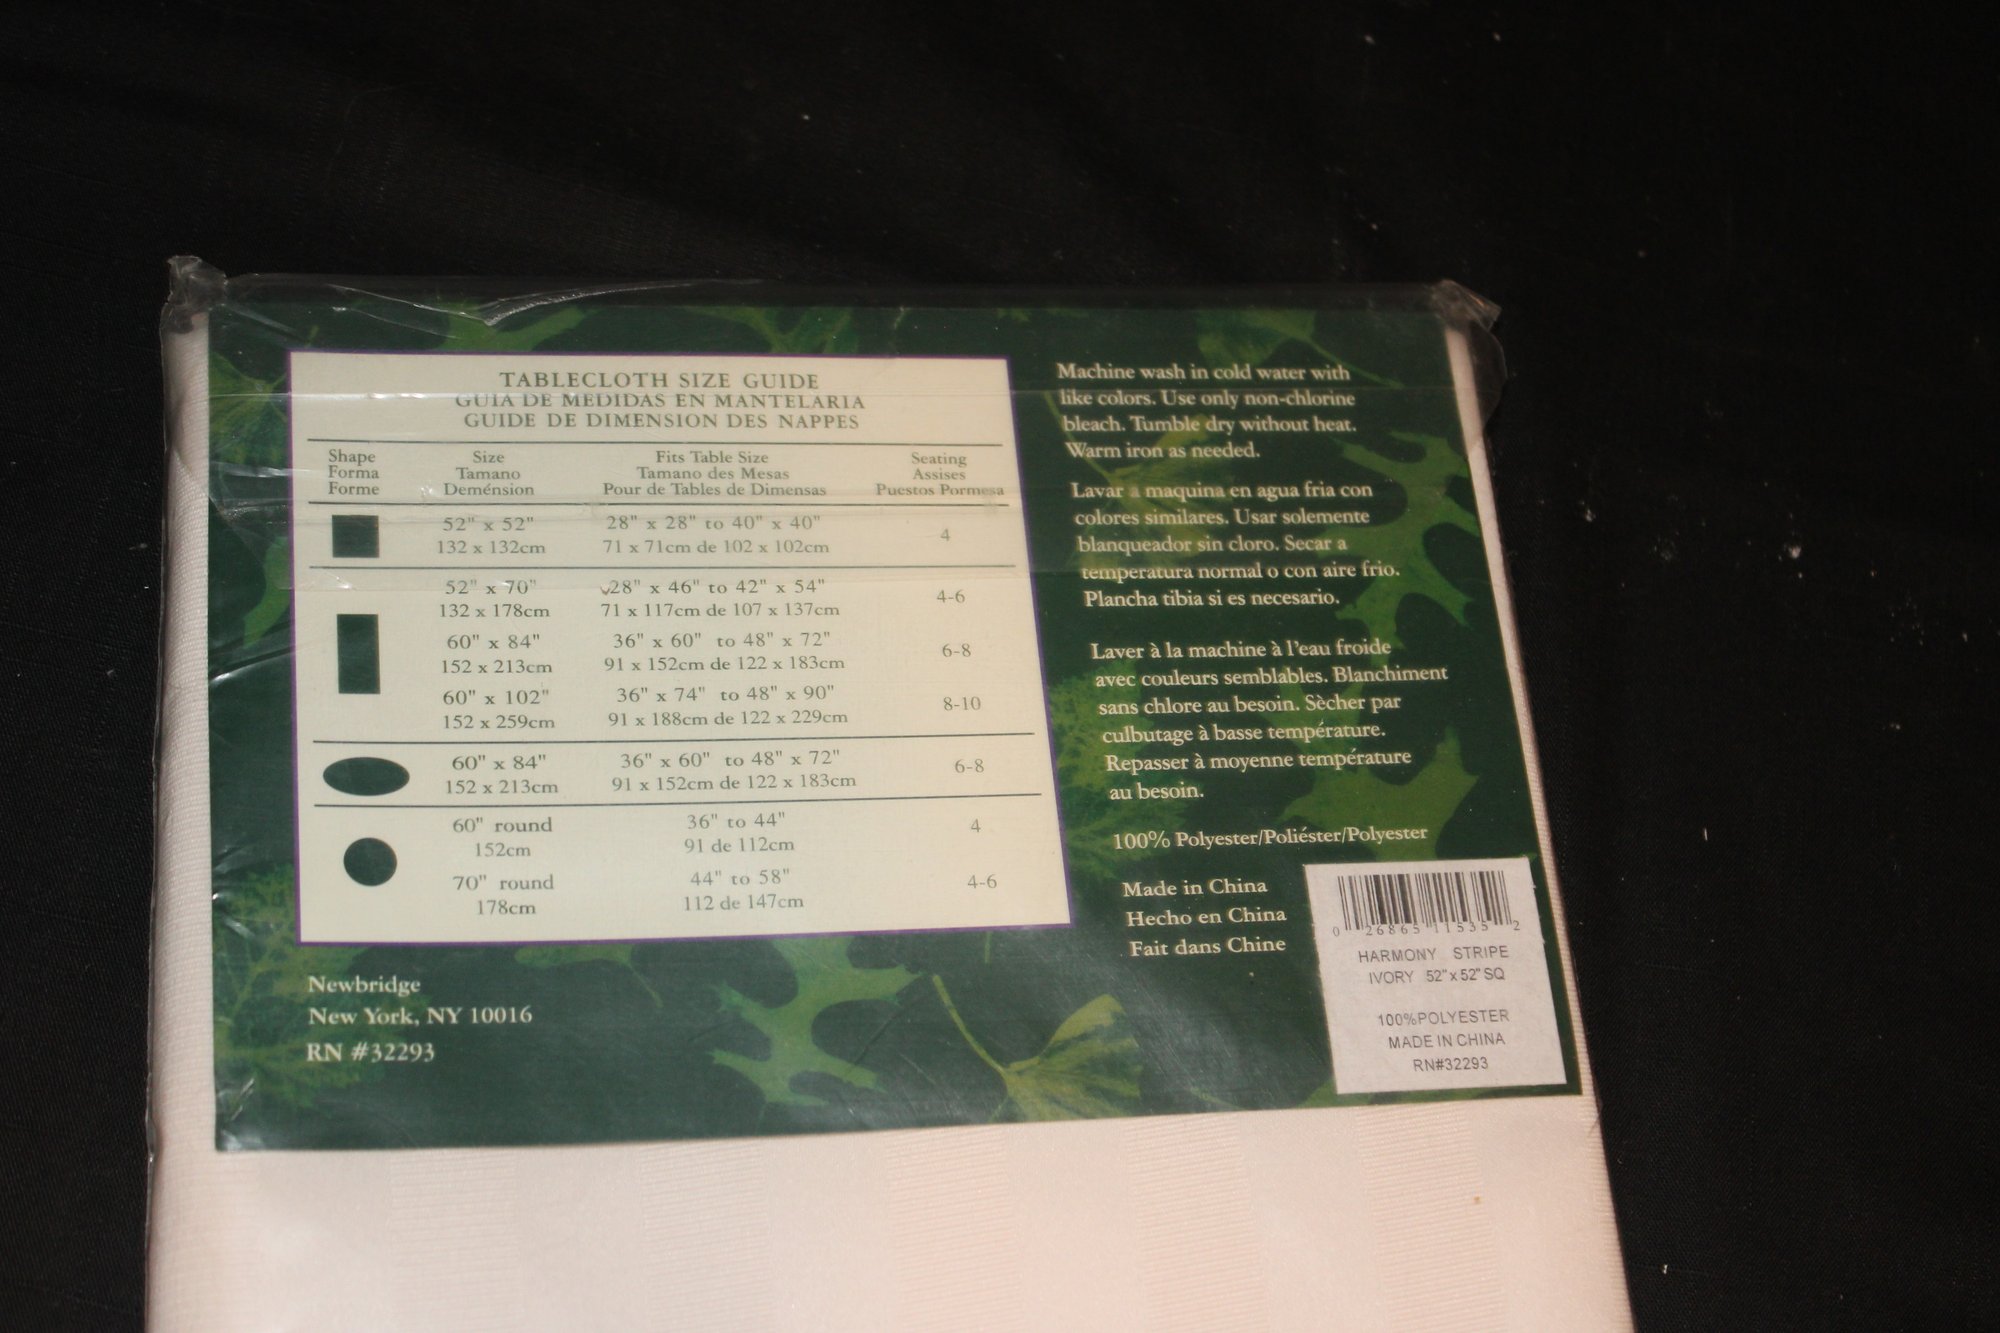 TABLECLOTH SIZE GUIDE
GUIA DE MEDIDAS EN MANTELARIA
GUIDE DE DIMENSION DES NAPPES
Shape Size Fits Table Size Seating
Forma Tamano Tamano des Mesas Assises
Forme Deménsion Pour de Tables de Dimensas Puestos Pormesa
52" x 52" 28" x 28" to 40" x 40" 4
132 x 132cm 71 x 71cm de 102 x 102cm
52" x 70" 28" x 46" to 42" x 54" 4-6
132 x 178cm 71 x 117cm de 107 x 137cm
60" x 84" 36" x 60" to 48" x 72" 6-8
152 x 213cm 91 x 152cm de 122 x 183cm
60" x 102" 36" x 74" to 48" x 90" 8-10
152 x 259cm 91 x 188cm de 122 x 229cm
60" x 84" 36" x 60" to 48" x 72" 6-8
152 x 213cm 91 x 152cm de 122 x 183cm
60" round 36" to 44" 4
152cm 91 de 112cm
70" round 44" to 58" 4-6
178cm 112 de 147cm
Newbridge
New York, NY 10016
RN #32293
Machine wash in cold water with
like colors. Use only non-chlorine
bleach. Tumble dry without heat.
Warm iron as needed.
Lavar a maquina en agua fria con
colores similares. Usar solemente
blanqueador sin cloro. Secar a
temperatura normal o con aire frio.
Plancha tibia si es necesario.
Laver à la machine à l'eau froide
avec couleurs semblables. Blanchiment
sans chlore au besoin. Sècher par
culbutage à basse température.
Repasser à moyenne température
au besoin.
100% Polyester/Poliéster/Polyester
Made in China
Hecho en China
Fait dans Chine
0 26865 11535 2
HARMONY STRIPE
IVORY 52"x52"SQ
100%POLYESTER
MADE IN CHINA
RN#32293